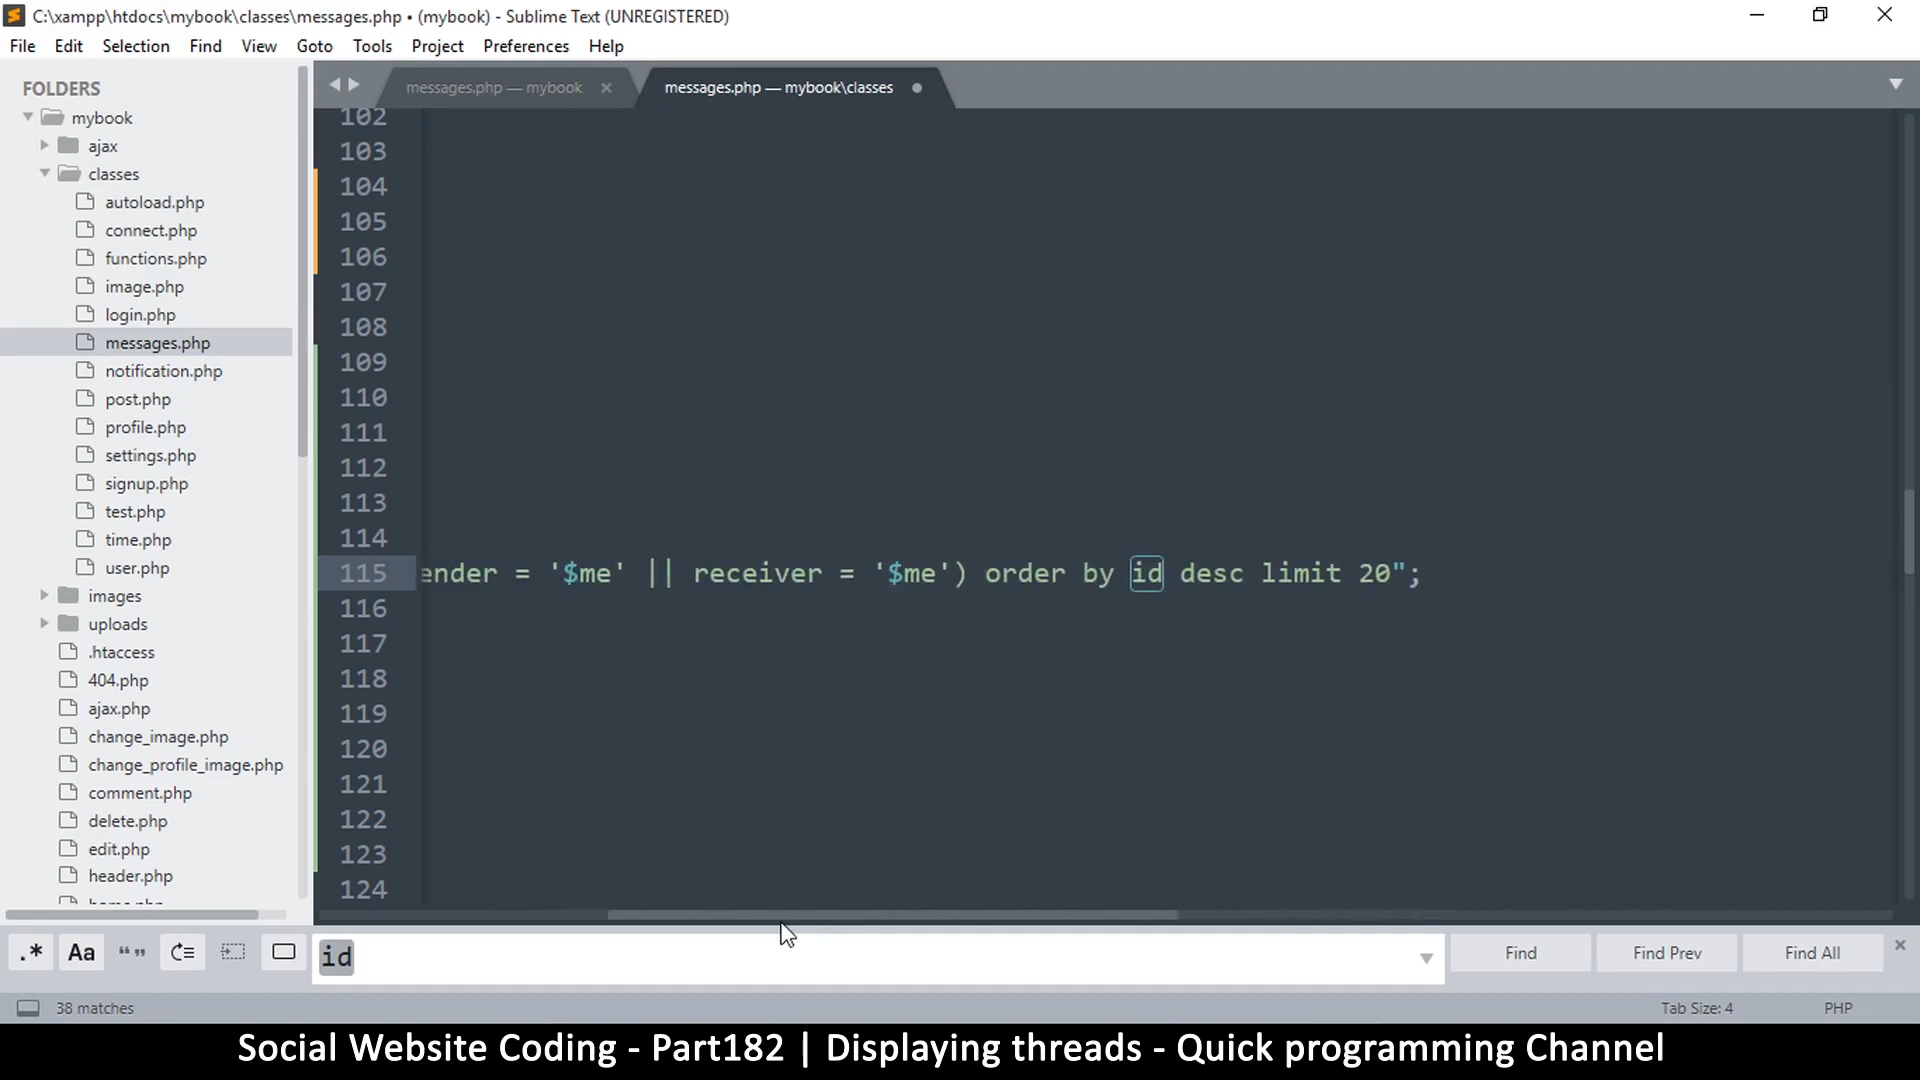 C:\xampp\htdocs\mybook\classes\messages.php • (mybook) - Sublime Text (UNREGISTERED)
File Edit Selection Find View Goto Tools Project Preferences Help
FOLDERS
mybook
ajax
classes
autoload.php
connect.php
functions.php
image.php
login.php
messages.php
notification.php
post.php
profile.php
settings.php
signup.php
test.php
time.php
user.php
images
uploads
.htaccess
404.php
ajax.php
change_image.php
change_profile_image.php
comment.php
delete.php
edit.php
header.php
messages.php — mybook
messages.php — mybook\classes
102
103
104
105
106
107
108
109
110
111
112
113
114
115 ender = '$me' || receiver = '$me') order by id desc limit 20";
116
117
118
119
120
121
122
123
124
.* Aa “ ” id Find Find Prev Find All
38 matches Tab Size: 4 PHP
Social Website Coding - Part182 | Displaying threads - Quick programming Channel